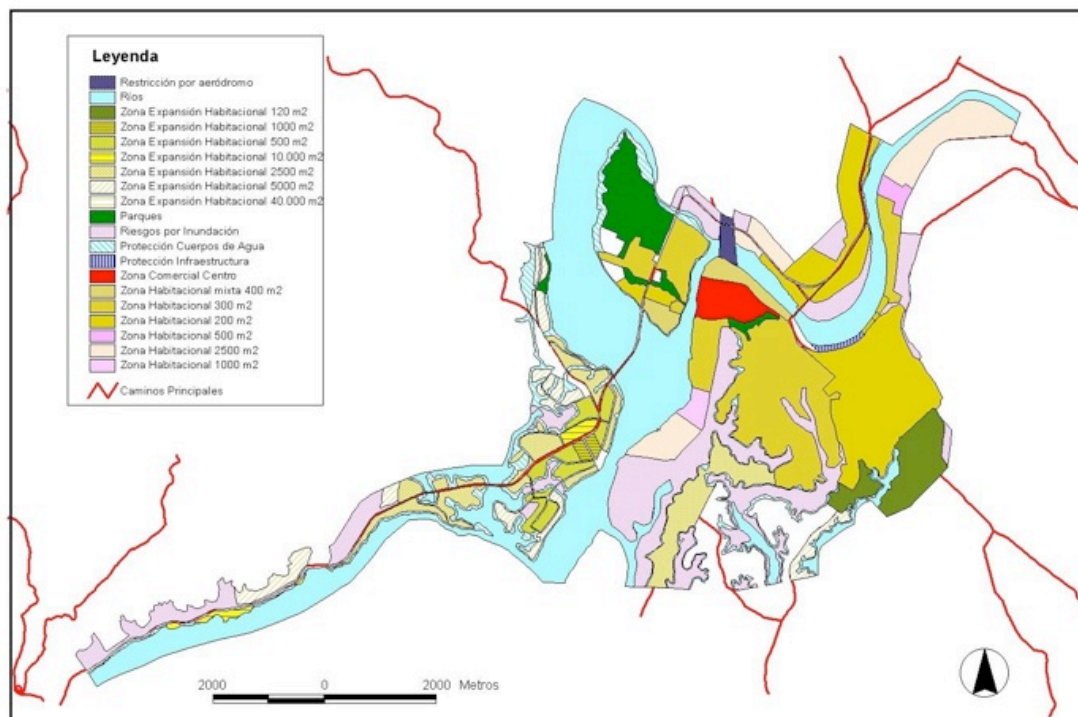 Leyenda
Restricción por aeródromo
Ríos
Zona Expansión Habitacional 120 m2
Zona Expansión Habitacional 1000 m2
Zona Expansión Habitacional 500 m2
Zona Expansión Habitacional 10.000 m2
Zona Expansión Habitacional 2500 m2
Zona Expansión Habitacional 5000 m2
Zona Expansión Habitacional 40.000 m2
Parques
Riesgos por Inundación
Protección Cuerpos de Agua
Protección Infraestructura
Zona Comercial Centro
Zona Habitacional mixta 400 m2
Zona Habitacional 300 m2
Zona Habitacional 200 m2
Zona Habitacional 500 m2
Zona Habitacional 2500 m2
Zona Habitacional 1000 m2
Caminos Principales
2000 0 2000 Metros